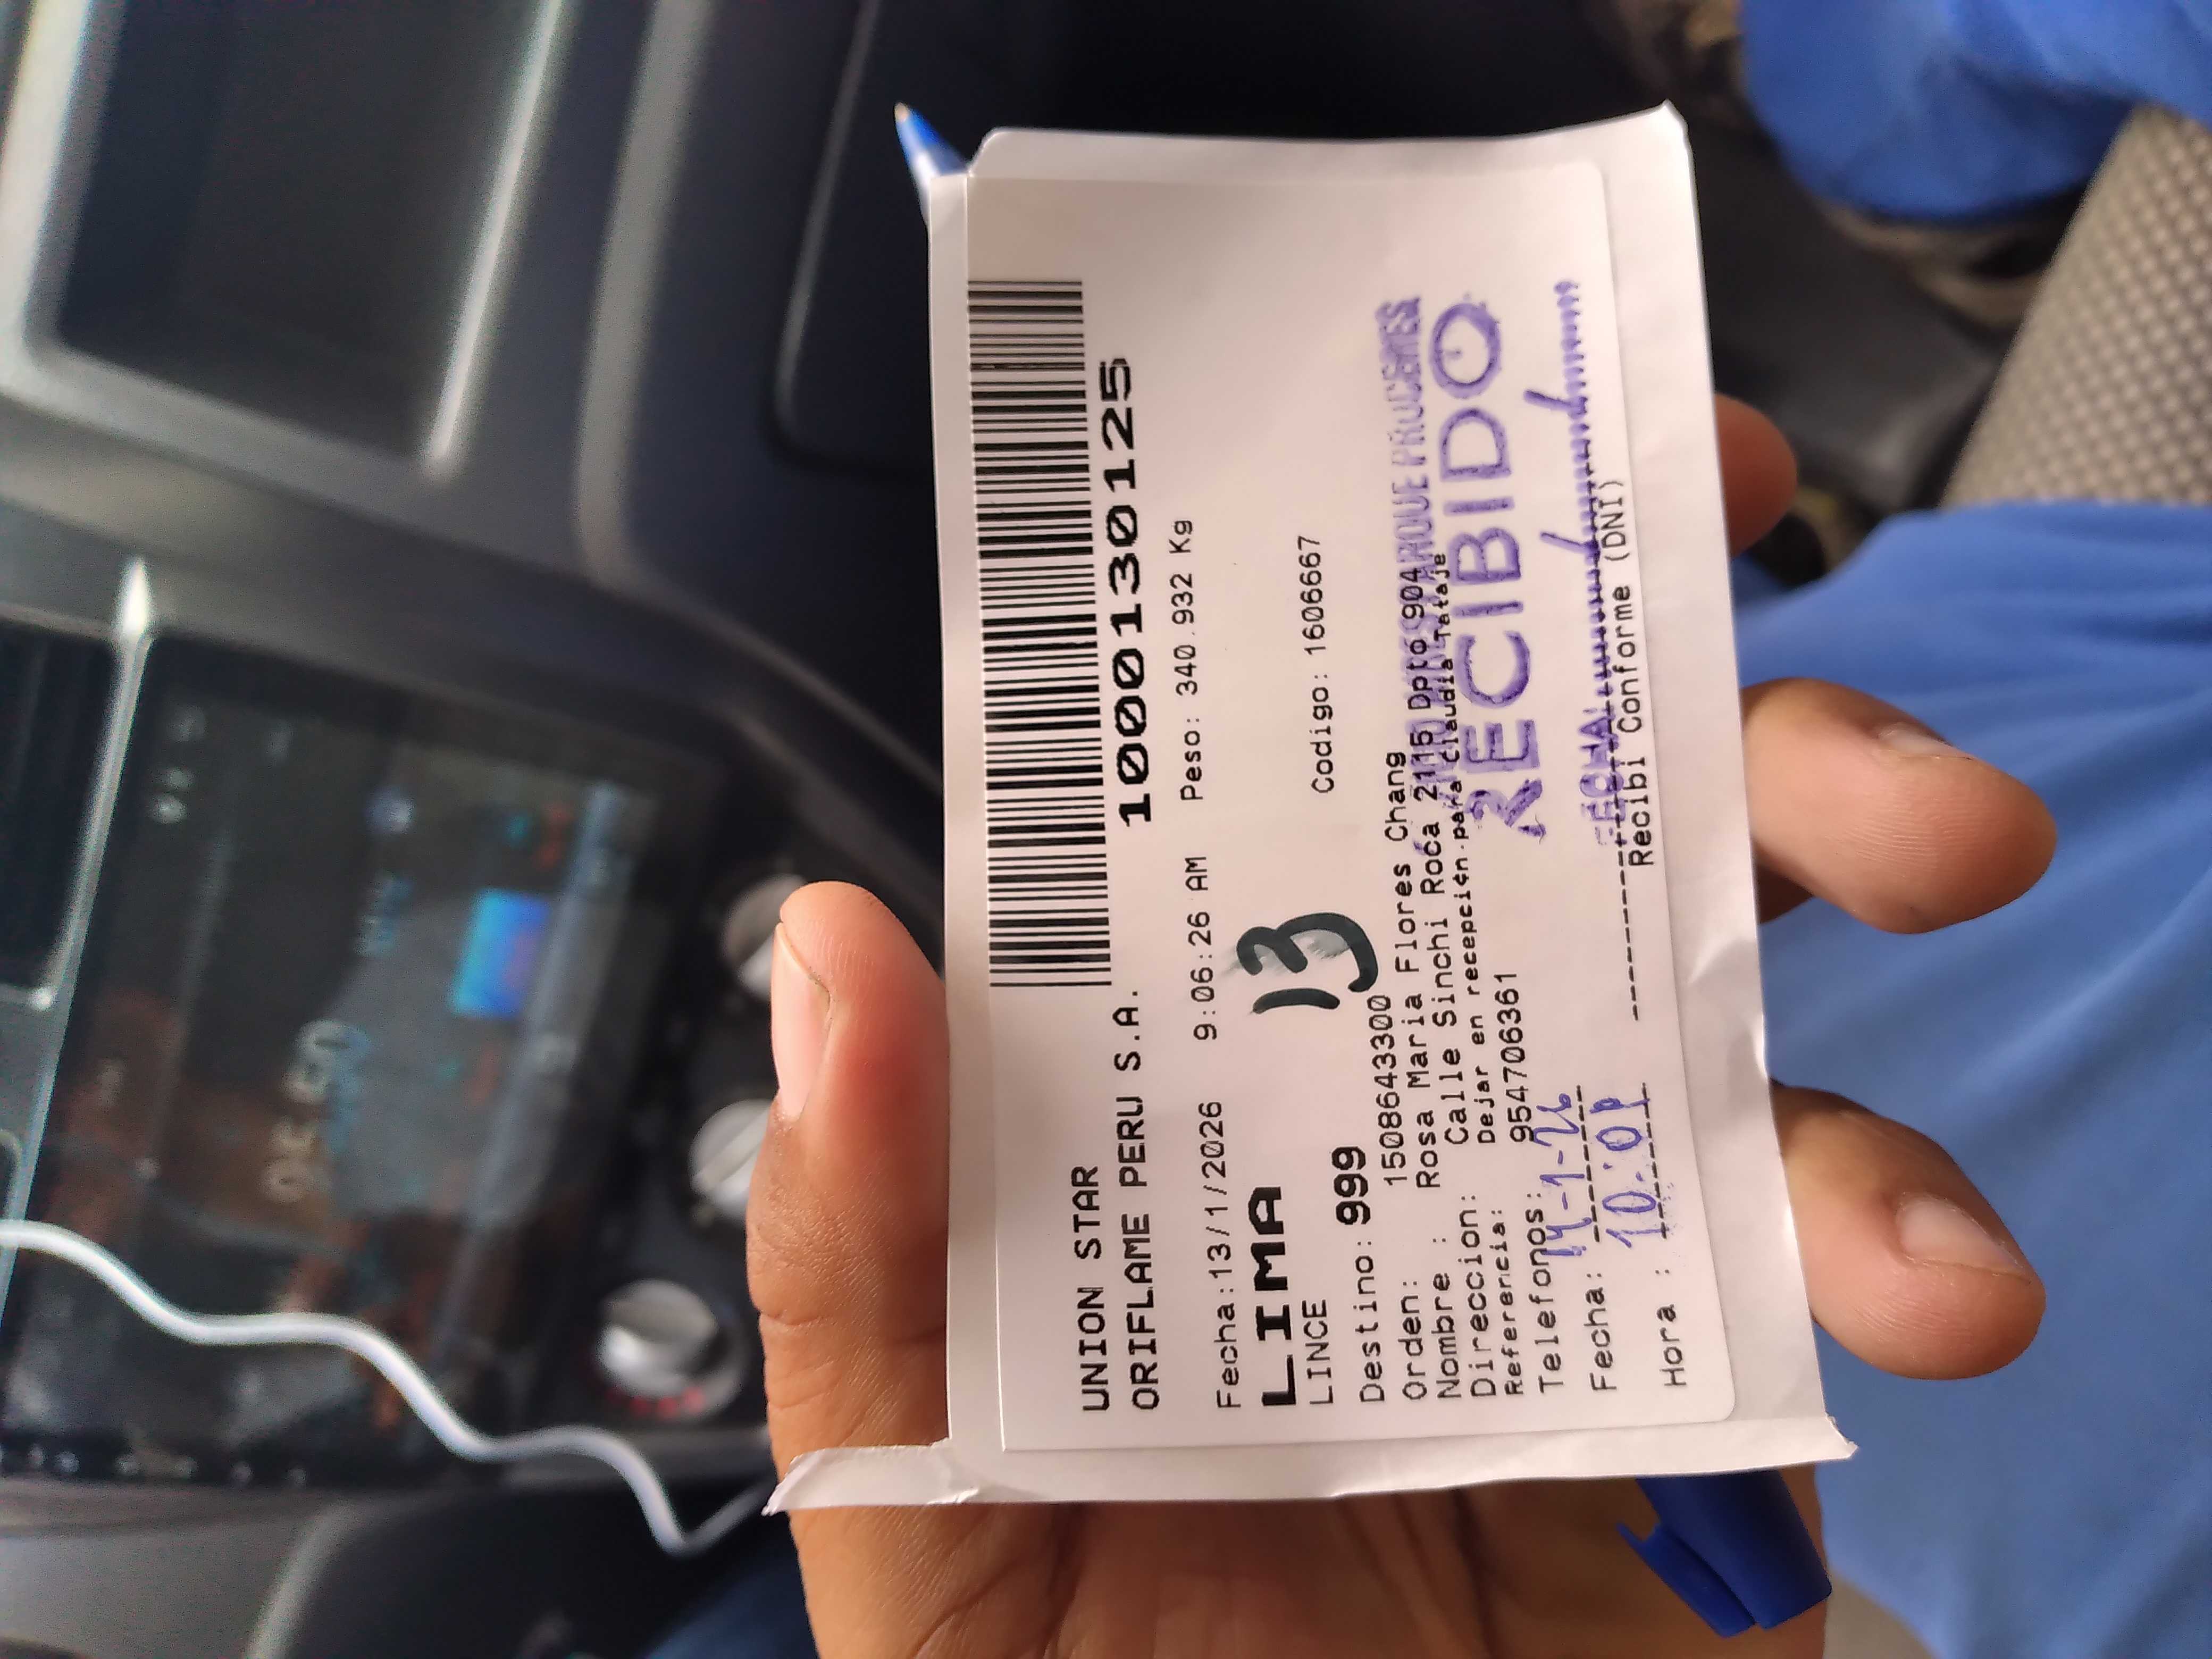 UNION STAR
ORIFLAME PERU S.A.
1000130125
Fecha:13/1/2026 9:06:26 AM Peso: 340.932 Kg
LIMA
LINCE
13
Codigo: 1606667
Destino: 999
Orden: 1508643300
Nombre : Rosa Maria Flores Chang
Direccion: Calle Sinchi Roca 2115 Dpto 904
Referencia: Dejar en recepción para claudia Tataje
Telefonos: 954706361
RECIBIDO
Fecha: 14-1-26
FECHA:
Hora : 10:01
Recibi Conforme (DNI)